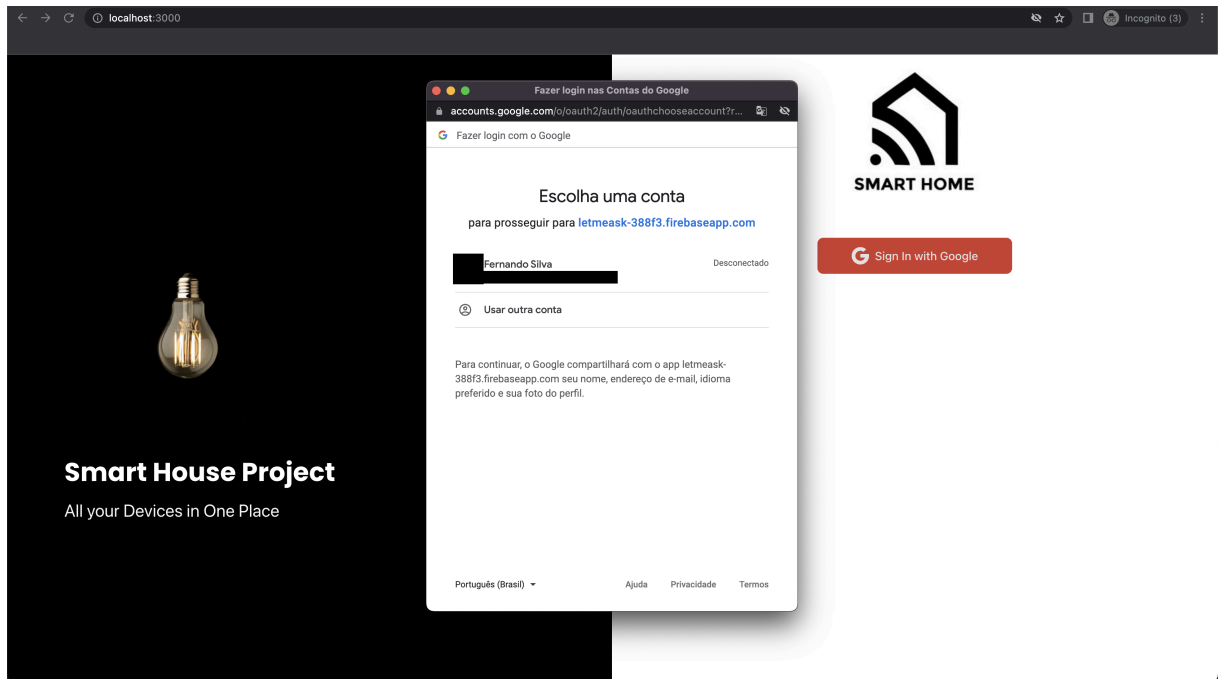 localhost:3000
Incognito (3)
Fazer login nas Contas do Google
accounts.google.com/o/oauth2/auth/oauthchooseaccount?r...
Fazer login com o Google
Escolha uma conta
para prosseguir para letmeask-388f3.firebaseapp.com
Fernando Silva
Desconectado
Usar outra conta
Para continuar, o Google compartilhará com o app letmeask-
388f3.firebaseapp.com seu nome, endereço de e-mail, idioma
preferido e sua foto do perfil.
Português (Brasil)
Ajuda
Privacidade
Termos
Smart House Project
All your Devices in One Place
SMART HOME
Sign In with Google